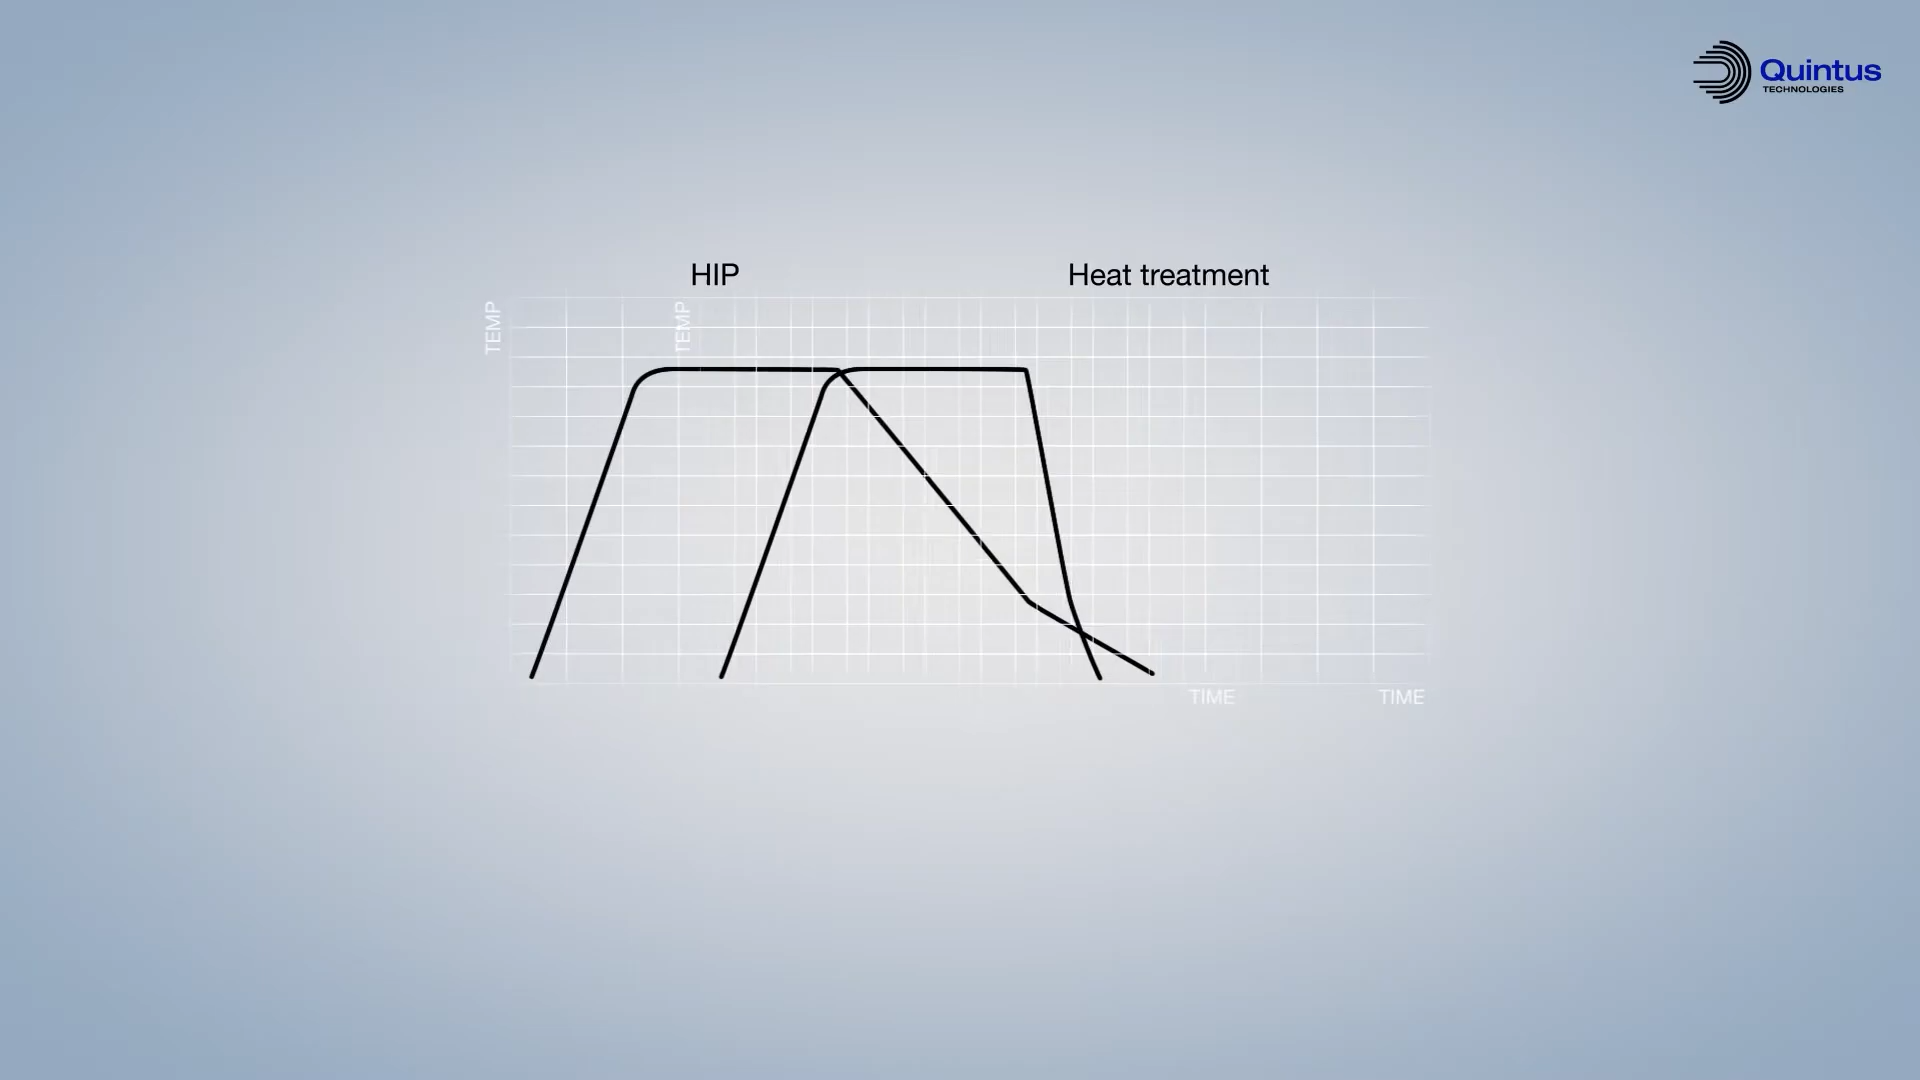 Quintus
TECHNOLOGIES
HIP
Heat treatment
TEMP
TEMP
TIME
TIME